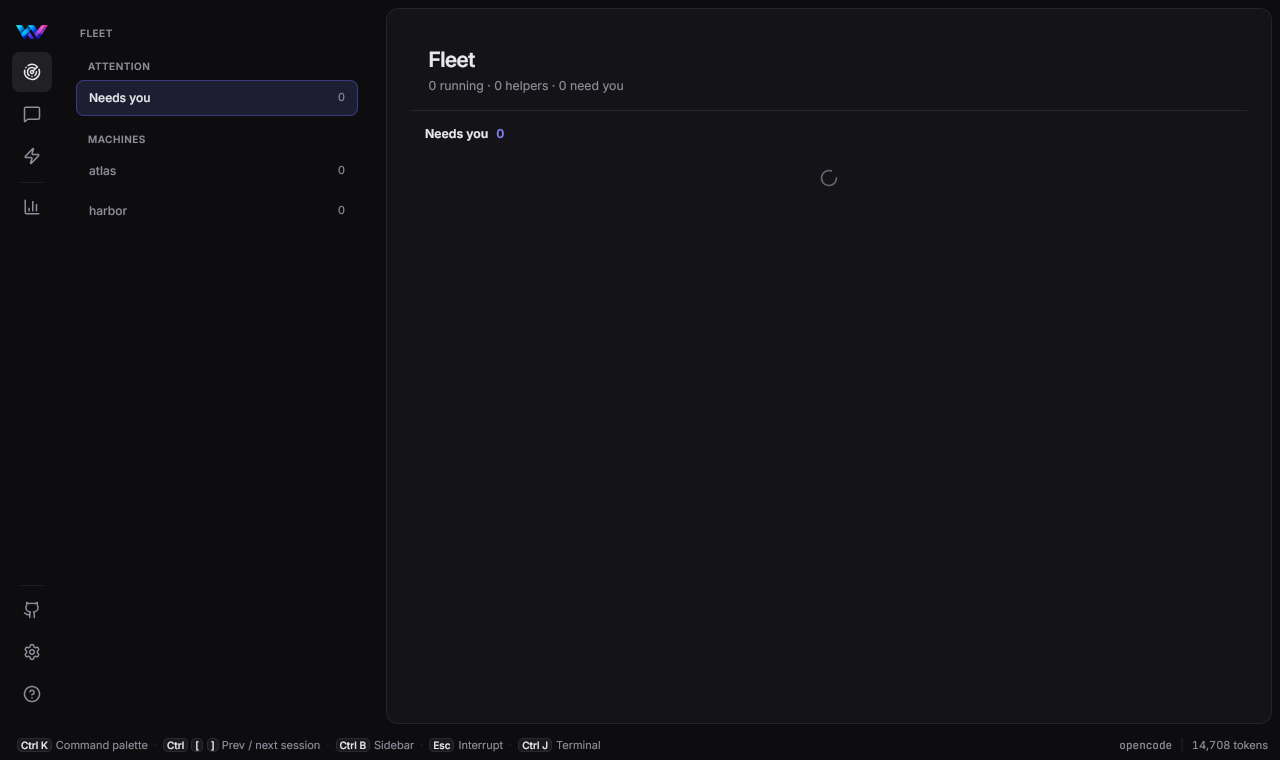 FLEET
ATTENTION
Needs you 0
MACHINES
atlas 0
harbor 0
Fleet
0 running · 0 helpers · 0 need you
Needs you 0
Ctrl K Command palette · Ctrl [ ] Prev / next session · Ctrl B Sidebar · Esc Interrupt · Ctrl J Terminal
opencode | 14,708 tokens